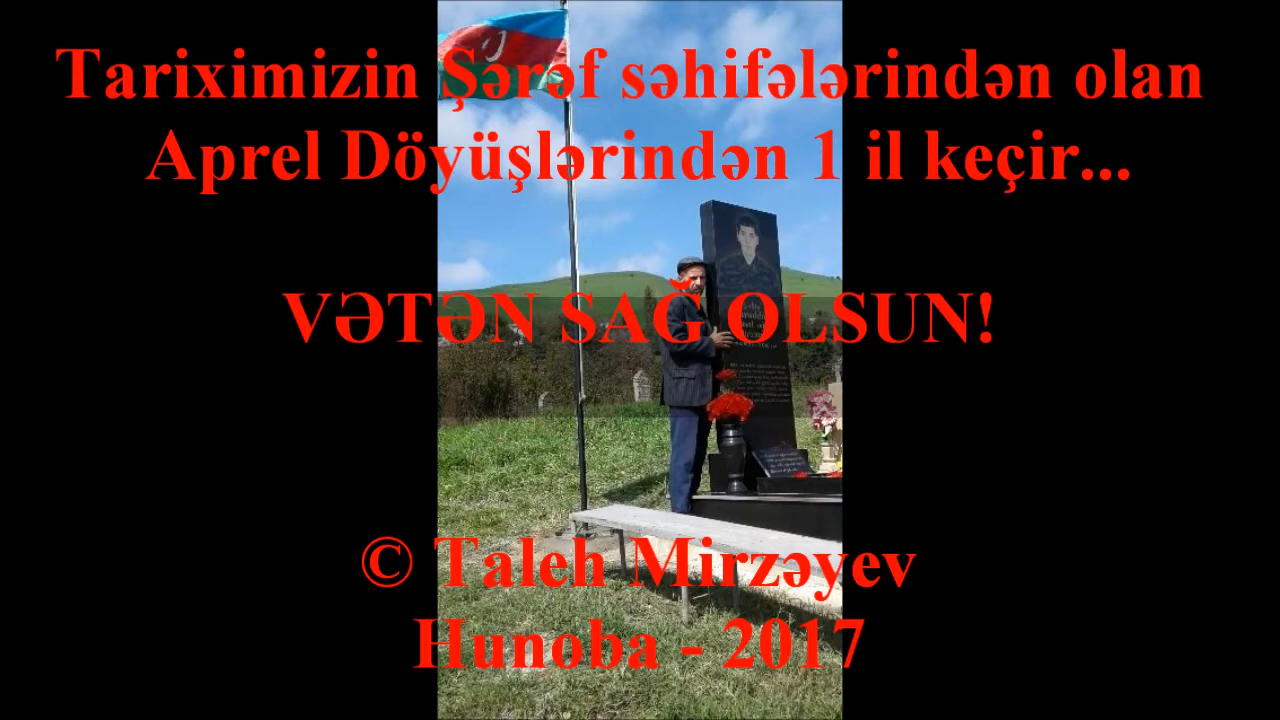 Tariximizin Şərəf səhifələrindən olan
Aprel Döyüşlərindən 1 il keçir...
VƏTƏN SAĞ OLSUN!
© Taleh Mirzəyev
Hunoba - 2017